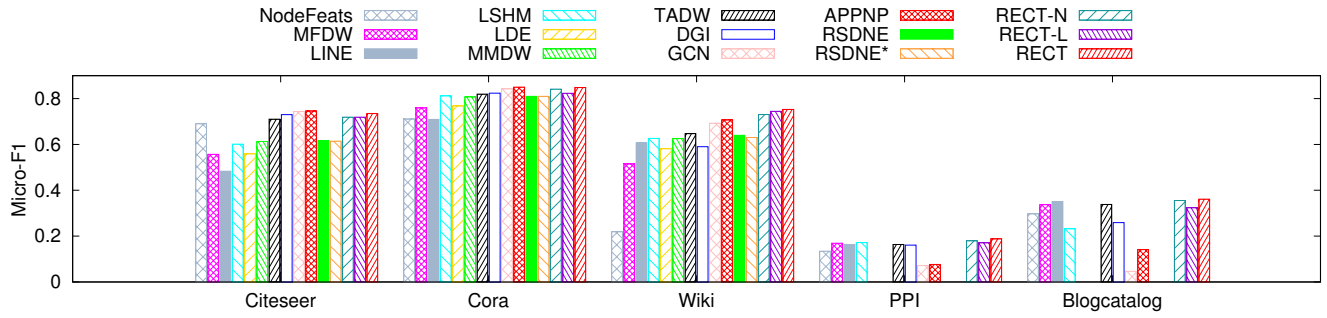 NodeFeats LSHM TADW APPNP RECT-N
MFDW LDE DGI RSDNE RECT-L
LINE MMDW GCN RSDNE* RECT
0.8
0.6
0.4
0.2
0
Micro-F1
Citeseer Cora Wiki PPI Blogcatalog